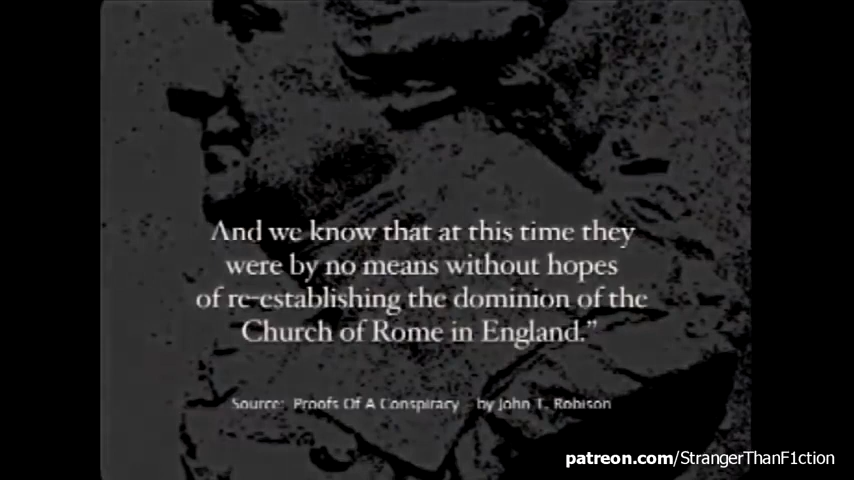 And we know that at this time they
were by no means without hopes
of re-establishing the dominion of the
Church of Rome in England.”
Source: Proofs Of A Conspiracy by John T. Robison
patreon.com/StrangerThanF1ction